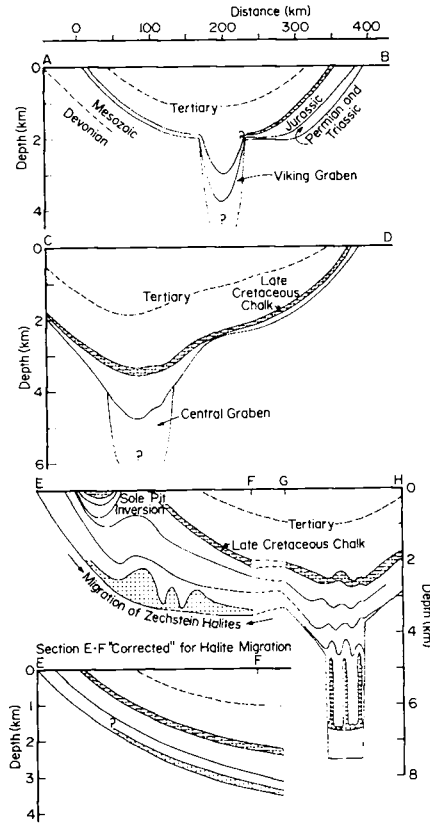 Distance (km)
0 100 200 300 400
A B
0
Tertiary
Mesozoic
Devonian
Jurassic
Permian and
Triassic
Viking Graben
?
?
Depth (km)
2
4
C D
0
Tertiary
Late
Cretaceous
Chalk
Central Graben
?
Depth (km)
2
4
6
E F G H
0
Sole Pit
Inversion
Tertiary
Late Cretaceous Chalk
Migration of Zechstein Halites
Depth (km)
0
2
4
6
8
Section E-F "Corrected" for Halite Migration
E F
0
?
Depth (km)
1
2
3
4